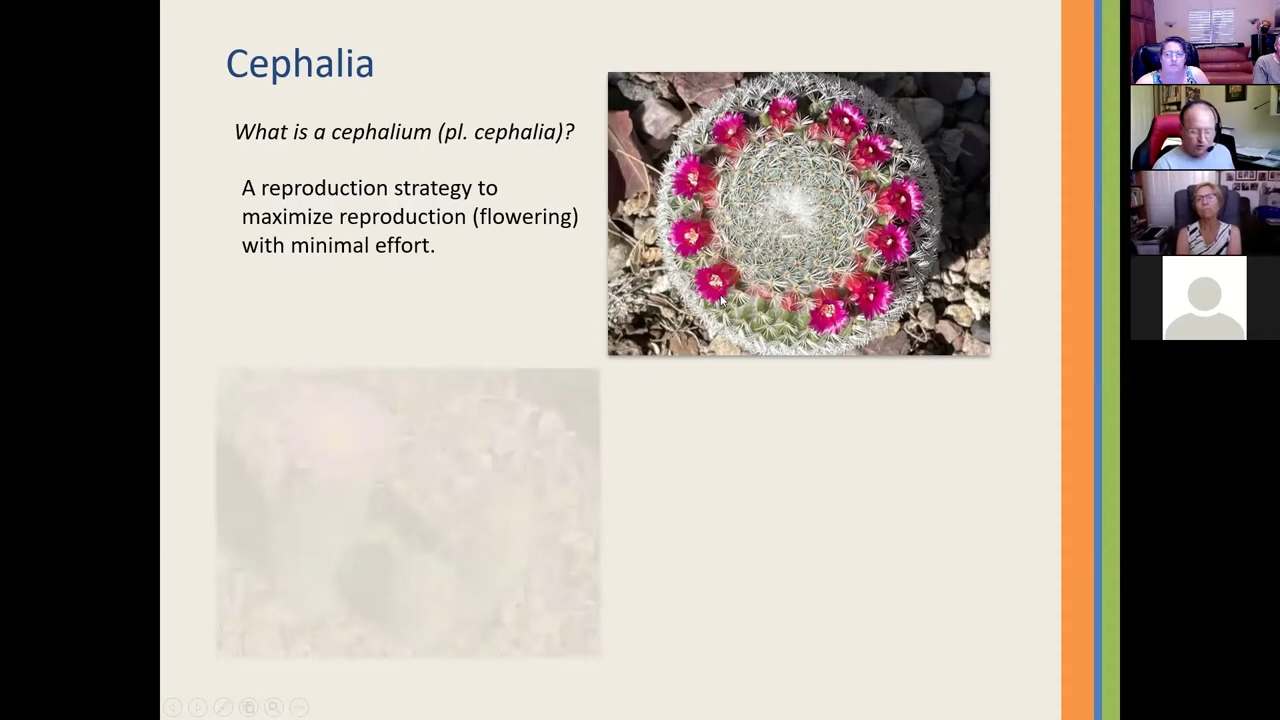 Cephalia
What is a cephalium (pl. cephalia)?
A reproduction strategy to
maximize reproduction (flowering)
with minimal effort.